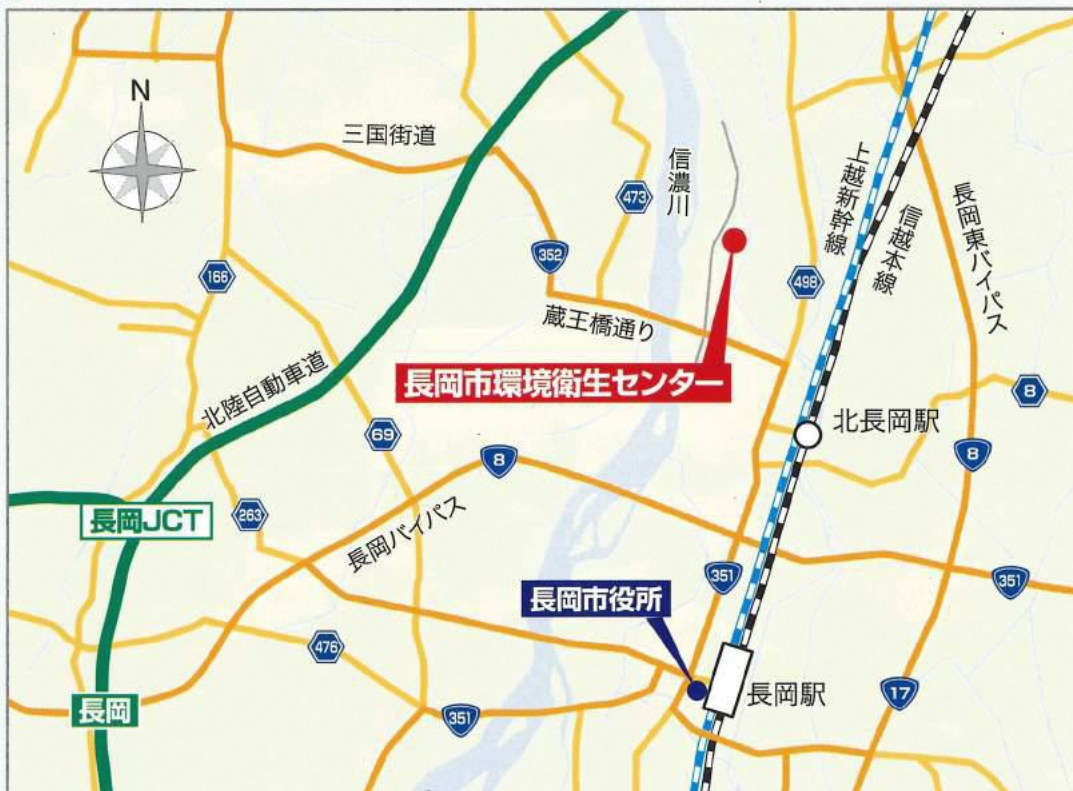 N
三国街道
473
信濃川
上越新幹線
信越本線
長岡東バイパス
352
166
498
蔵王橋通り
長岡市環境衛生センター
8
北陸自動車道
69
北長岡駅
8
8
長岡JCT
263
長岡バイパス
351
351
長岡市役所
476
長岡駅
17
長岡
351